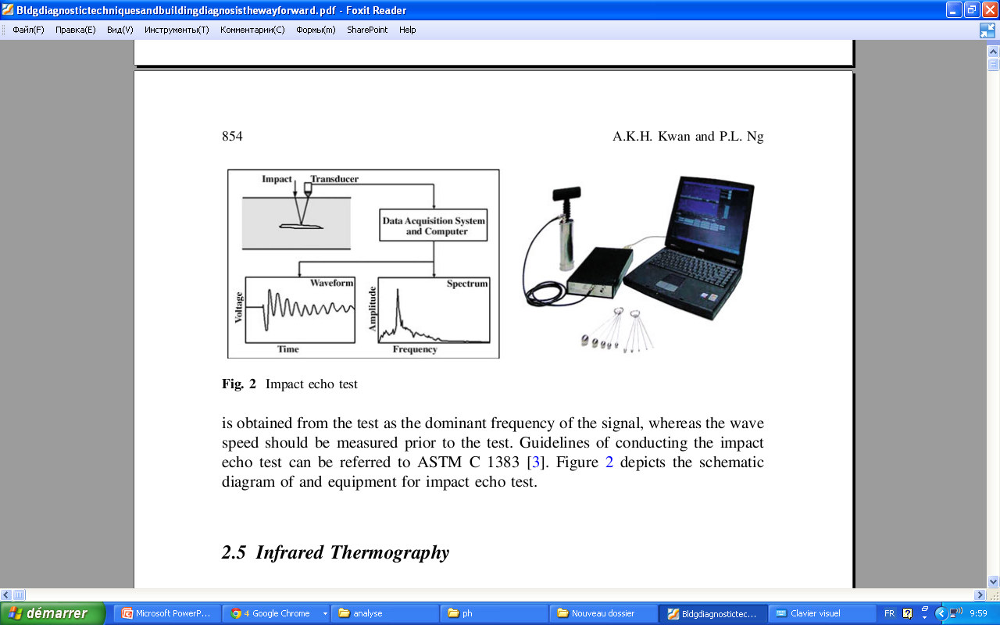 Bldgdiagnostictechniquesandbuildingdiagnosisthewayforward.pdf - Foxit Reader
Файл(F) Правка(E) Вид(V) Инструменты(T) Комментарии(C) Формы(m) SharePoint Help
854 A.K.H. Kwan and P.L. Ng
Impact Transducer
Data Acquisition System
and Computer
Waveform
Voltage
Time
Spectrum
Amplitude
Frequency
Fig. 2 Impact echo test
is obtained from the test as the dominant frequency of the signal, whereas the wave
speed should be measured prior to the test. Guidelines of conducting the impact
echo test can be referred to ASTM C 1383 [3]. Figure 2 depicts the schematic
diagram of and equipment for impact echo test.
2.5 Infrared Thermography
démarrer Microsoft PowerP... 4 Google Chrome analyse ph Nouveau dossier Bldgdiagnostictec... Clavier visuel FR 9:59